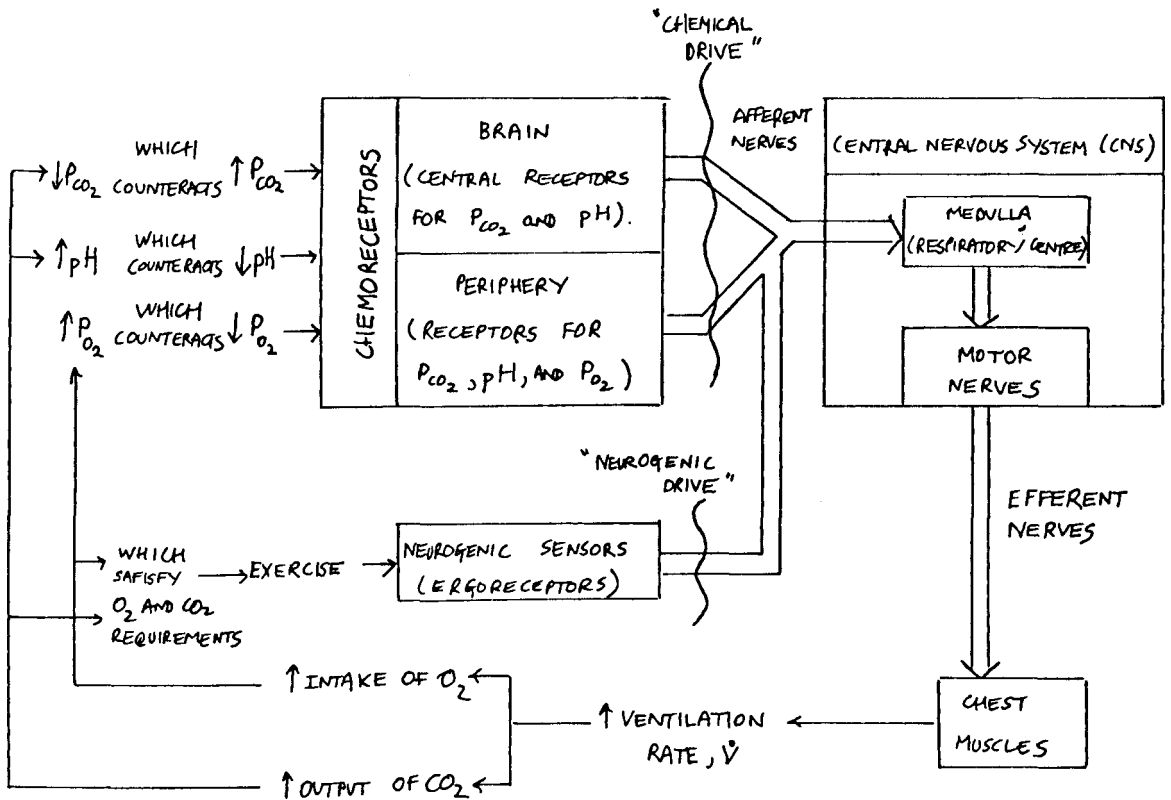 "CHEMICAL
DRIVE"
AFFERENT
NERVES
↓PCO2 WHICH COUNTERACTS ↑PCO2
↑pH WHICH COUNTERACTS ↓pH
↑PO2 WHICH COUNTERACTS ↓PO2
CHEMORECEPTORS
BRAIN
(CENTRAL RECEPTORS
FOR PCO2 AND pH).
PERIPHERY
(RECEPTORS FOR
PCO2, pH, AND PO2)
CENTRAL NERVOUS SYSTEM (CNS)
MEDULLA
(RESPIRATORY CENTRE)
MOTOR
NERVES
"NEUROGENIC
DRIVE"
EFFERENT
NERVES
WHICH
SATISFY
O2 AND CO2
REQUIREMENTS
EXERCISE
NEUROGENIC SENSORS
(ERGORECEPTORS)
↑INTAKE OF O2
↑VENTILATION
RATE, V̇
CHEST
MUSCLES
↑OUTPUT OF CO2